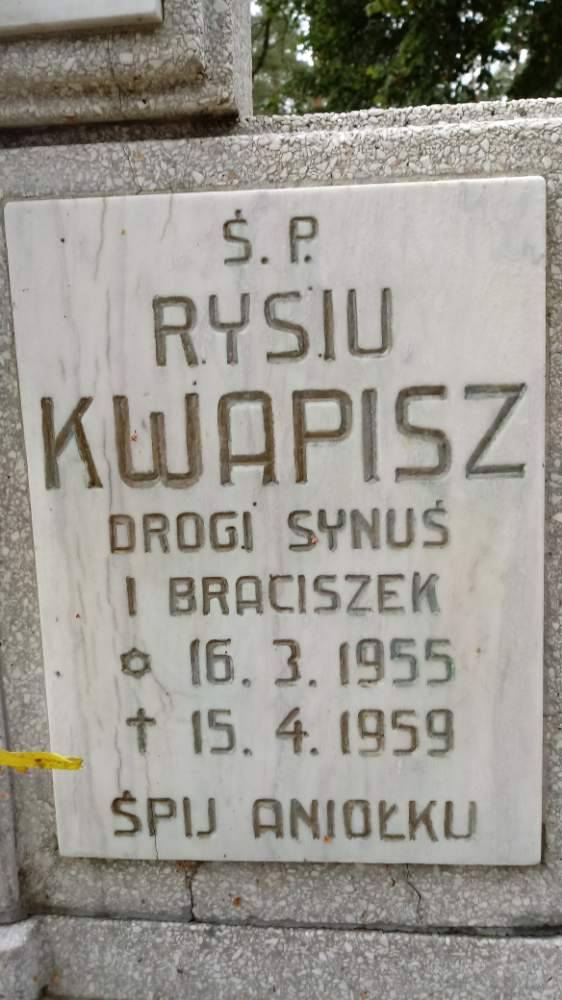 Ś. P.
RYSIU
KWAPISZ
DROGI SYNUŚ
I BRACISZEK
✡ 16. 3. 1955
✝ 15. 4. 1959
ŚPIJ ANIOŁKU